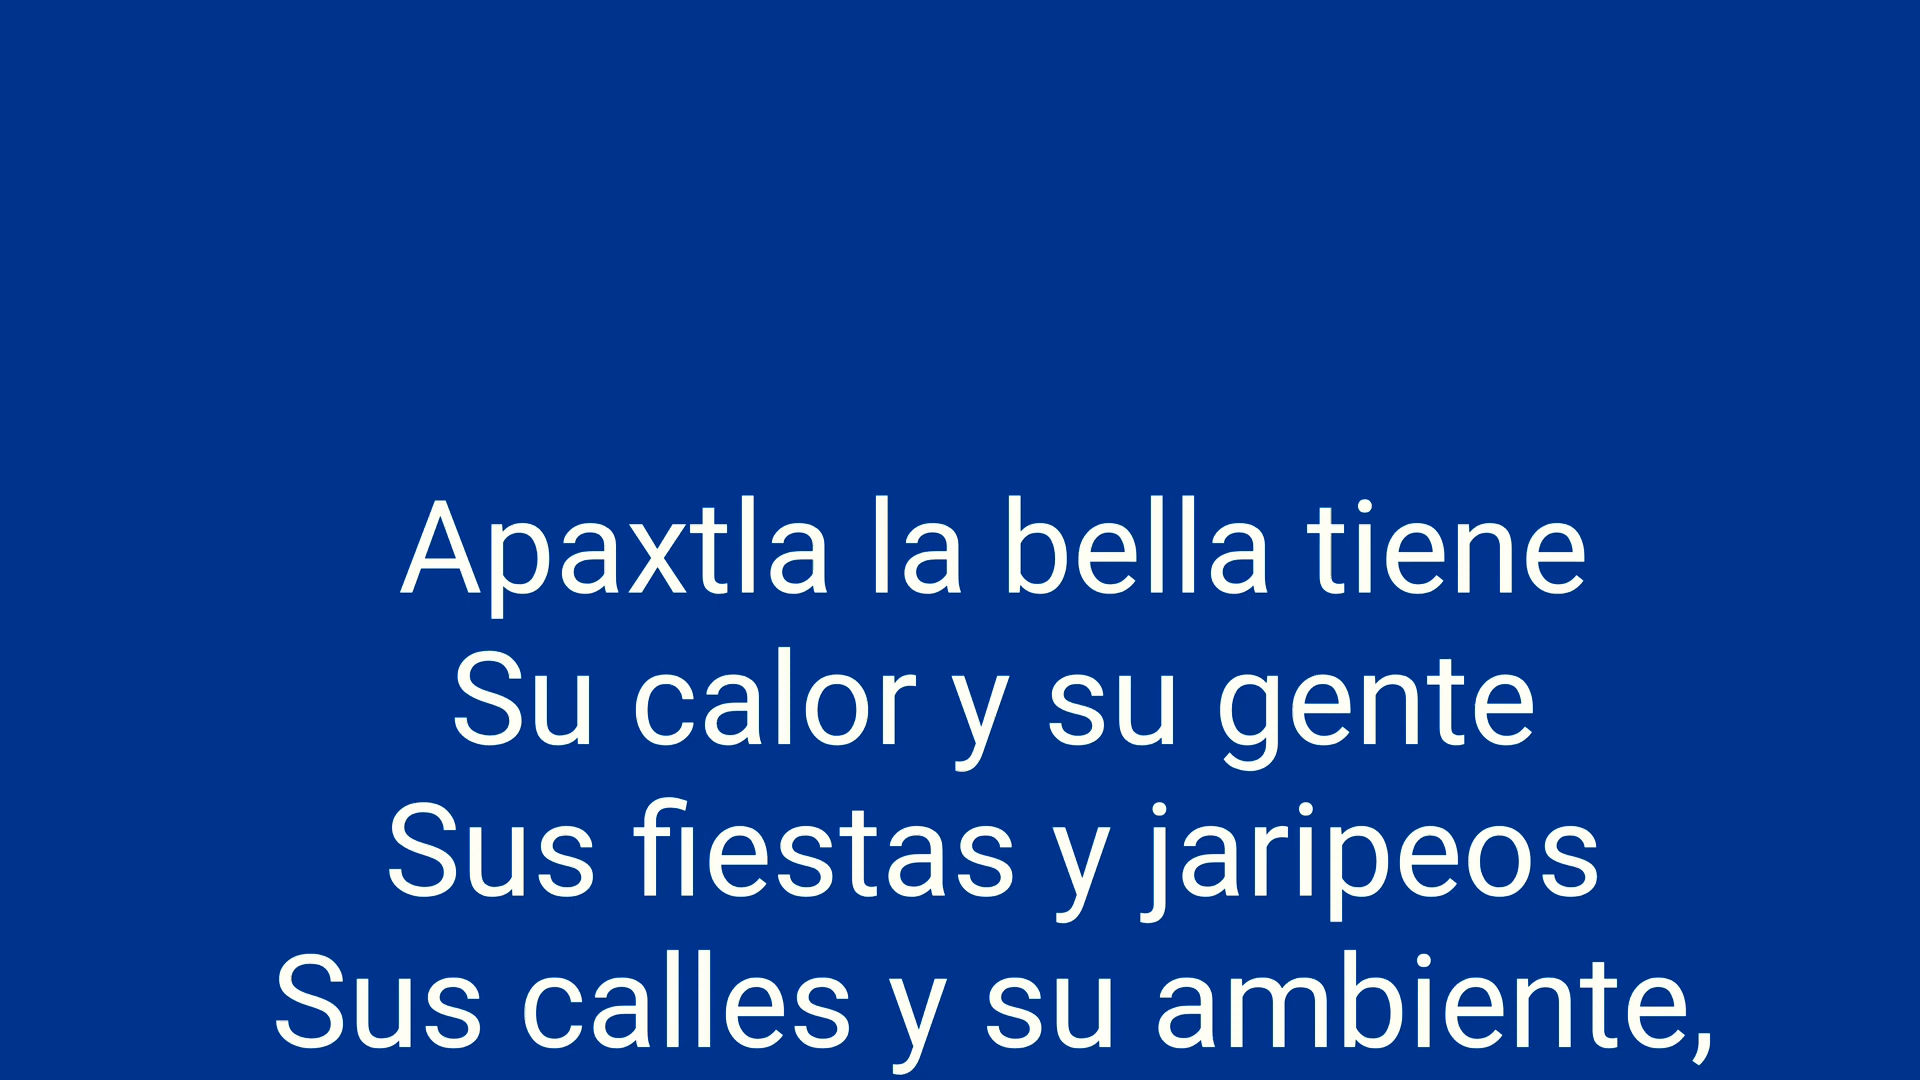 Apaxtla la bella tiene
Su calor y su gente
Sus fiestas y jaripeos
Sus calles y su ambiente,